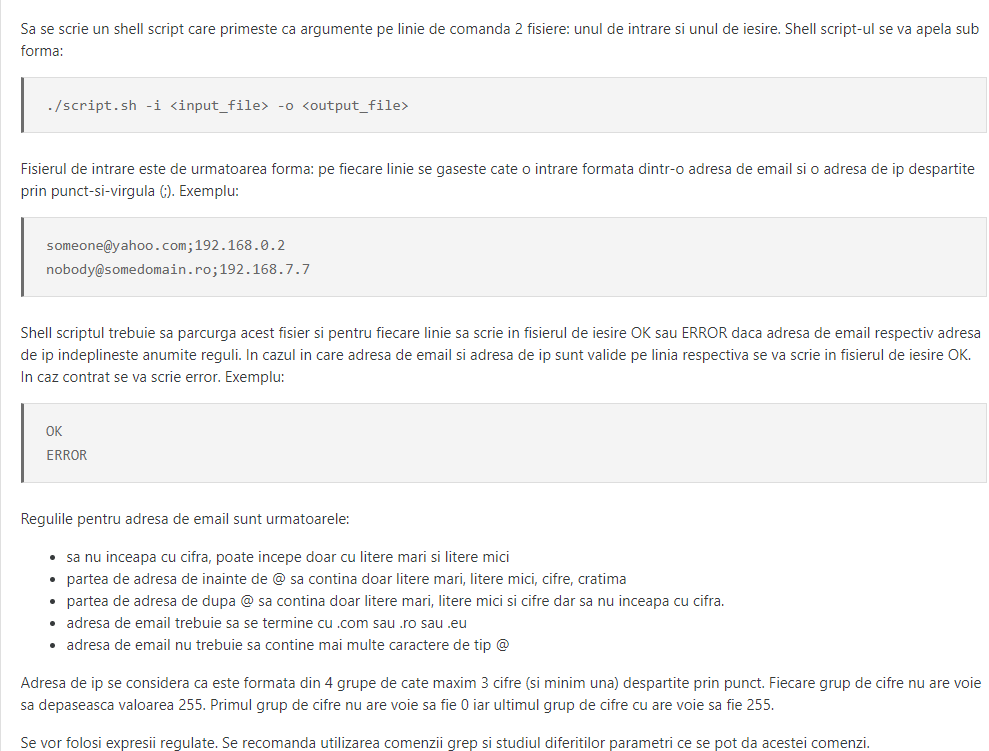 Sa se scrie un shell script care primeste ca argumente pe linie de comanda 2 fisiere: unul de intrare si unul de iesire. Shell script-ul se va apela sub
forma:
./script.sh -i <input_file> -o <output_file>
Fisierul de intrare este de urmatoarea forma: pe fiecare linie se gaseste cate o intrare formata dintr-o adresa de email si o adresa de ip despartite
prin punct-si-virgula (;). Exemplu:
someone@yahoo.com;192.168.0.2
nobody@somedomain.ro;192.168.7.7
Shell scriptul trebuie sa parcurga acest fisier si pentru fiecare linie sa scrie in fisierul de iesire OK sau ERROR daca adresa de email respectiv adresa
de ip indeplineste anumite reguli. In cazul in care adresa de email si adresa de ip sunt valide pe linia respectiva se va scrie in fisierul de iesire OK.
In caz contrat se va scrie error. Exemplu:
OK
ERROR
Regulile pentru adresa de email sunt urmatoarele:
• sa nu inceapa cu cifra, poate incepe doar cu litere mari si litere mici
• partea de adresa de inainte de @ sa contina doar litere mari, litere mici, cifre, cratima
• partea de adresa de dupa @ sa contina doar litere mari, litere mici si cifre dar sa nu inceapa cu cifra.
• adresa de email trebuie sa se termine cu .com sau .ro sau .eu
• adresa de email nu trebuie sa contine mai multe caractere de tip @
Adresa de ip se considera ca este formata din 4 grupe de cate maxim 3 cifre (si minim una) despartite prin punct. Fiecare grup de cifre nu are voie
sa depaseasca valoarea 255. Primul grup de cifre nu are voie sa fie 0 iar ultimul grup de cifre cu are voie sa fie 255.
Se vor folosi expresii regulate. Se recomanda utilizarea comenzii grep si studiul diferitilor parametri ce se pot da acestei comenzi.